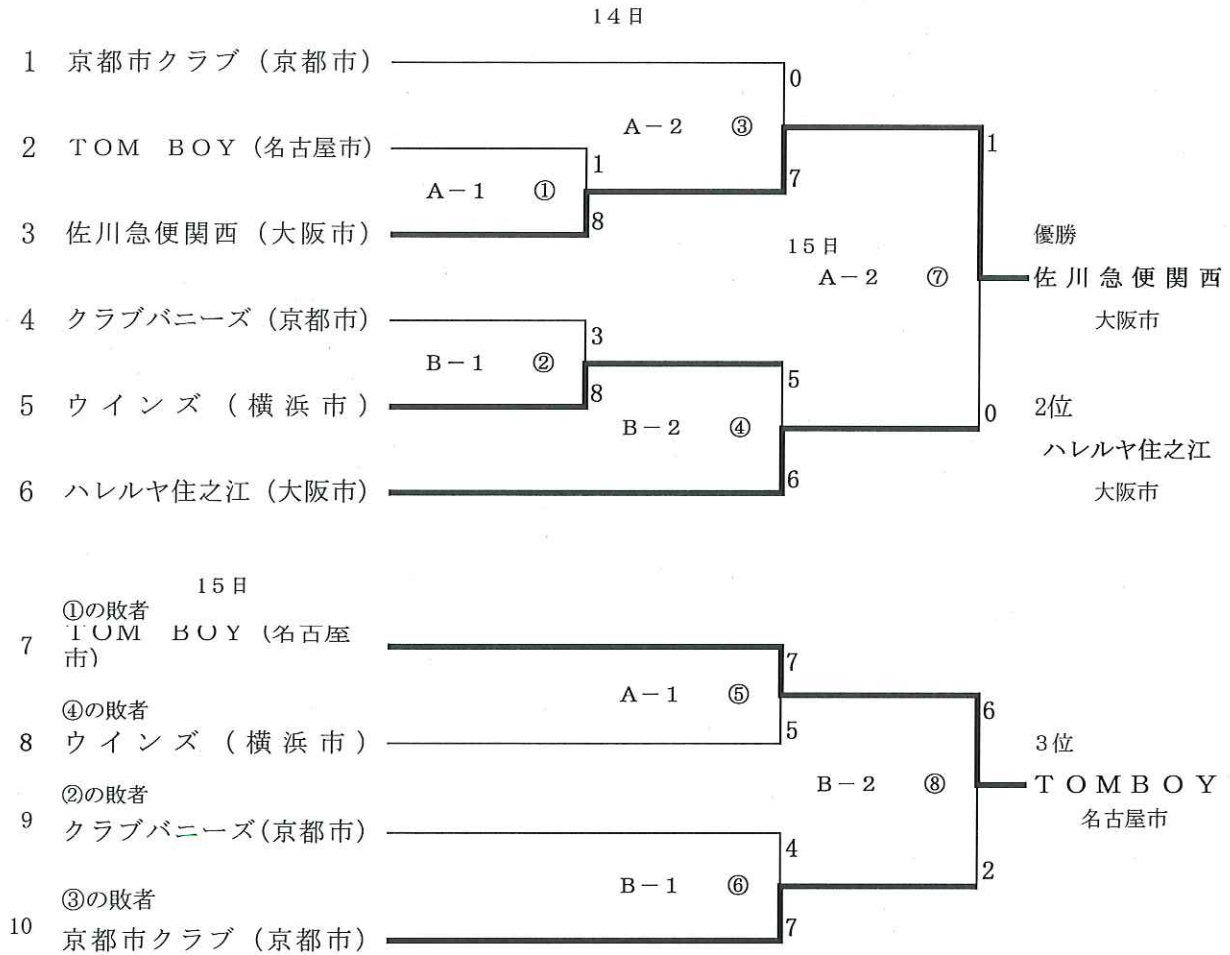 14日
1 京都市クラブ (京都市)
0
A-2 ③
2 TOM BOY (名古屋市)
1
1
A-1 ①
7
3 佐川急便関西 (大阪市)
8
15日
優勝
A-2 ⑦
佐川急便関西
大阪市
4 クラブバニーズ (京都市)
3
B-1 ②
5
5 ウインズ (横浜市)
8
0
2位
B-2 ④
ハレルヤ住之江
6 ハレルヤ住之江 (大阪市)
6
大阪市
15日
①の敗者
7 TOM BOY (名古屋
市)
7
A-1 ⑤
6
④の敗者
8 ウインズ (横浜市)
5
3位
B-2 ⑧
TOMBOY
名古屋市
②の敗者
9 クラブバニーズ(京都市)
4
2
B-1 ⑥
③の敗者
10 京都市クラブ (京都市)
7